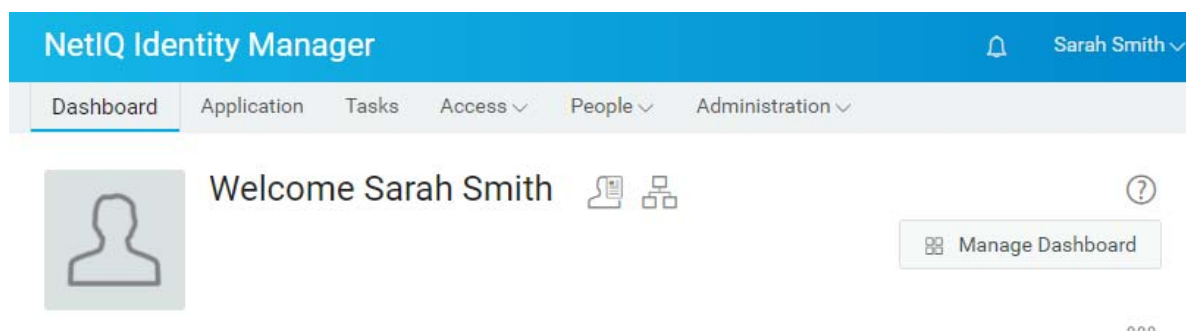 NetIQ Identity Manager
Sarah Smith
Dashboard Application Tasks Access People Administration
Welcome Sarah Smith
?
Manage Dashboard